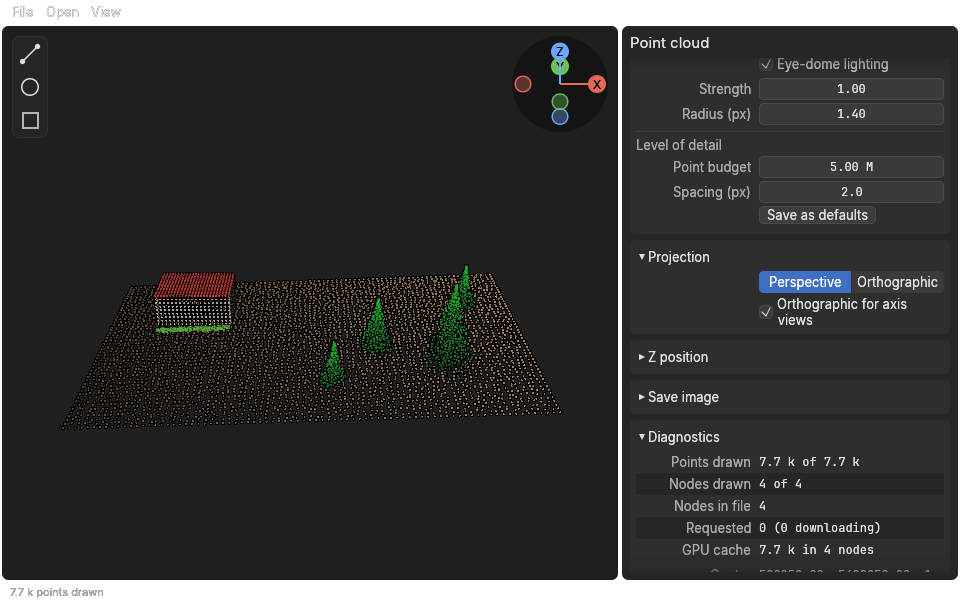 File Open View
Z
Y
X
Point cloud
Eye-dome lighting
Strength 1.00
Radius (px) 1.40
Level of detail
Point budget 5.00 M
Spacing (px) 2.0
Save as defaults
Projection
Perspective Orthographic
Orthographic for axis
views
Z position
Save image
Diagnostics
Points drawn 7.7 k of 7.7 k
Nodes drawn 4 of 4
Nodes in file 4
Requested 0 (0 downloading)
GPU cache 7.7 k in 4 nodes
7.7 k points drawn